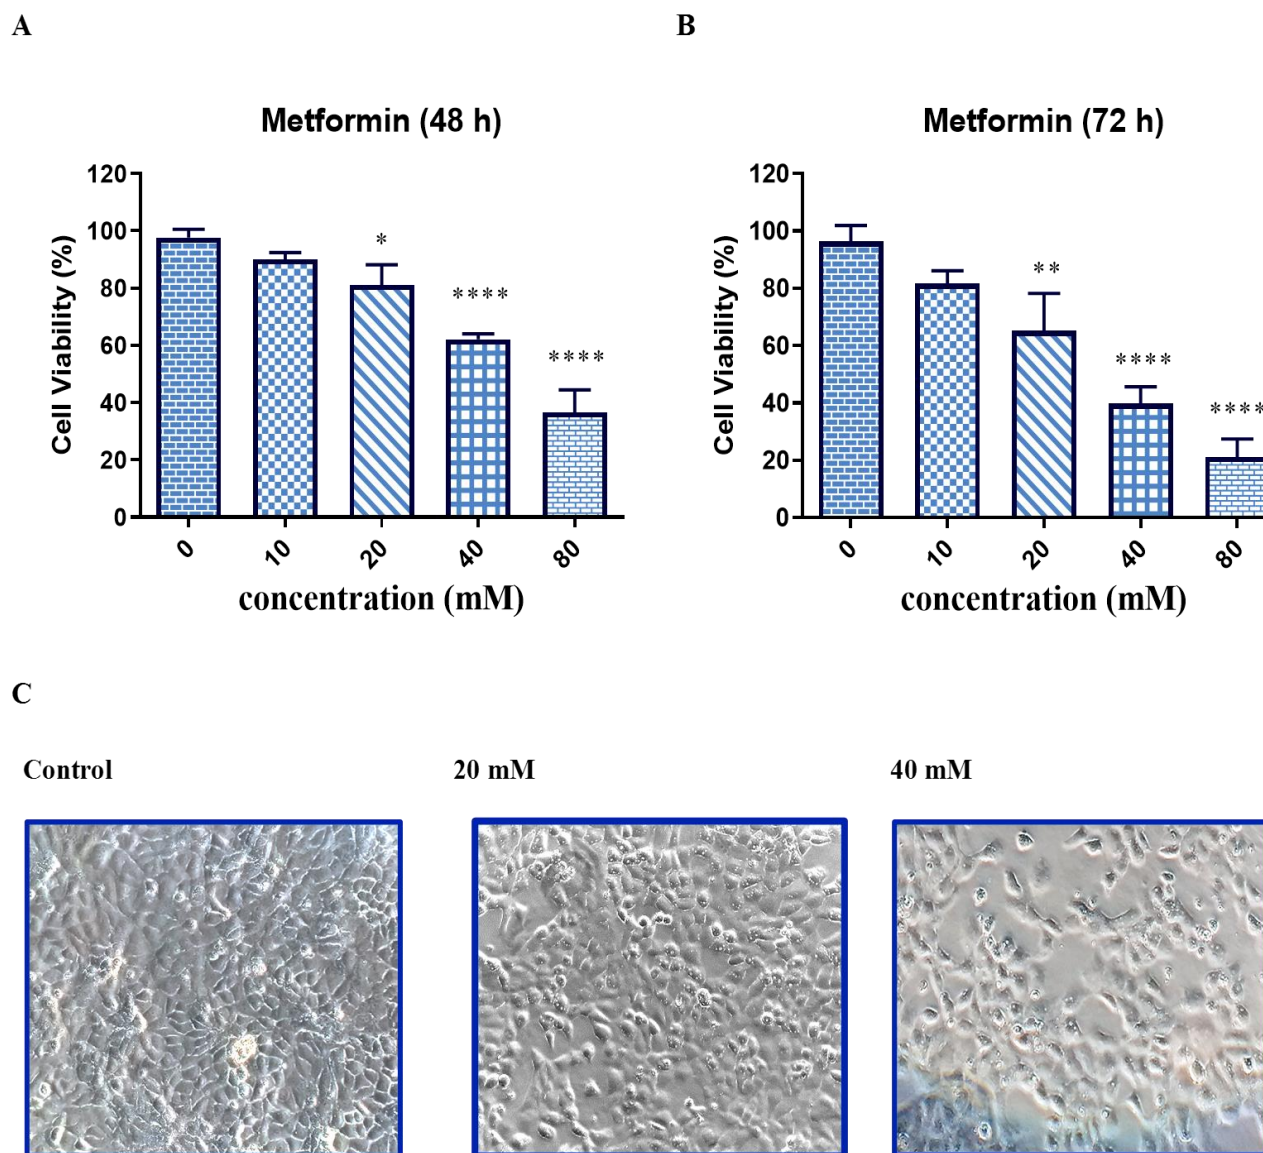 A
B
Metformin (48 h)
Metformin (72 h)
Cell Viability (%)
120
100
80
60
40
20
0
*
****
****
0
10
20
40
80
concentration (mM)
Cell Viability (%)
120
100
80
60
40
20
0
**
****
****
0
10
20
40
80
concentration (mM)
C
Control
20 mM
40 mM